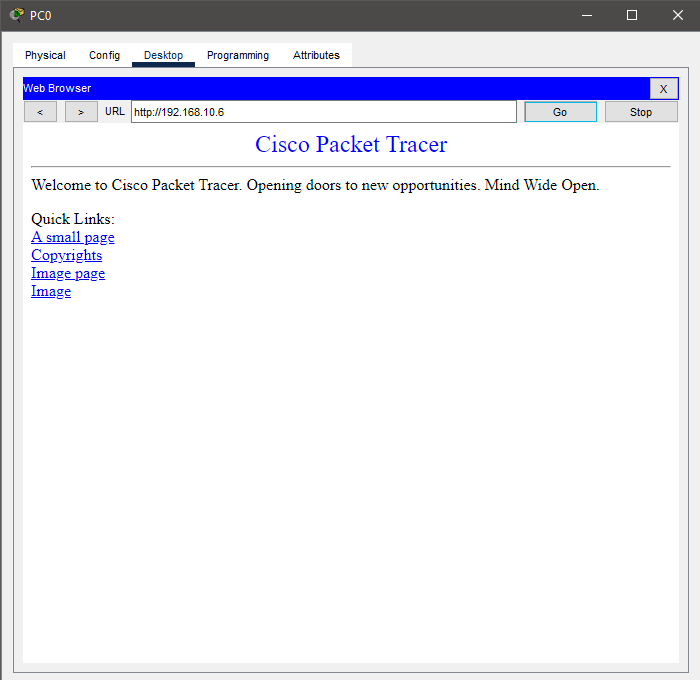 PC0
Physical Config Desktop Programming Attributes
Web Browser X
< > URL http://192.168.10.6 Go Stop
Cisco Packet Tracer
Welcome to Cisco Packet Tracer. Opening doors to new opportunities. Mind Wide Open.
Quick Links:
A small page
Copyrights
Image page
Image